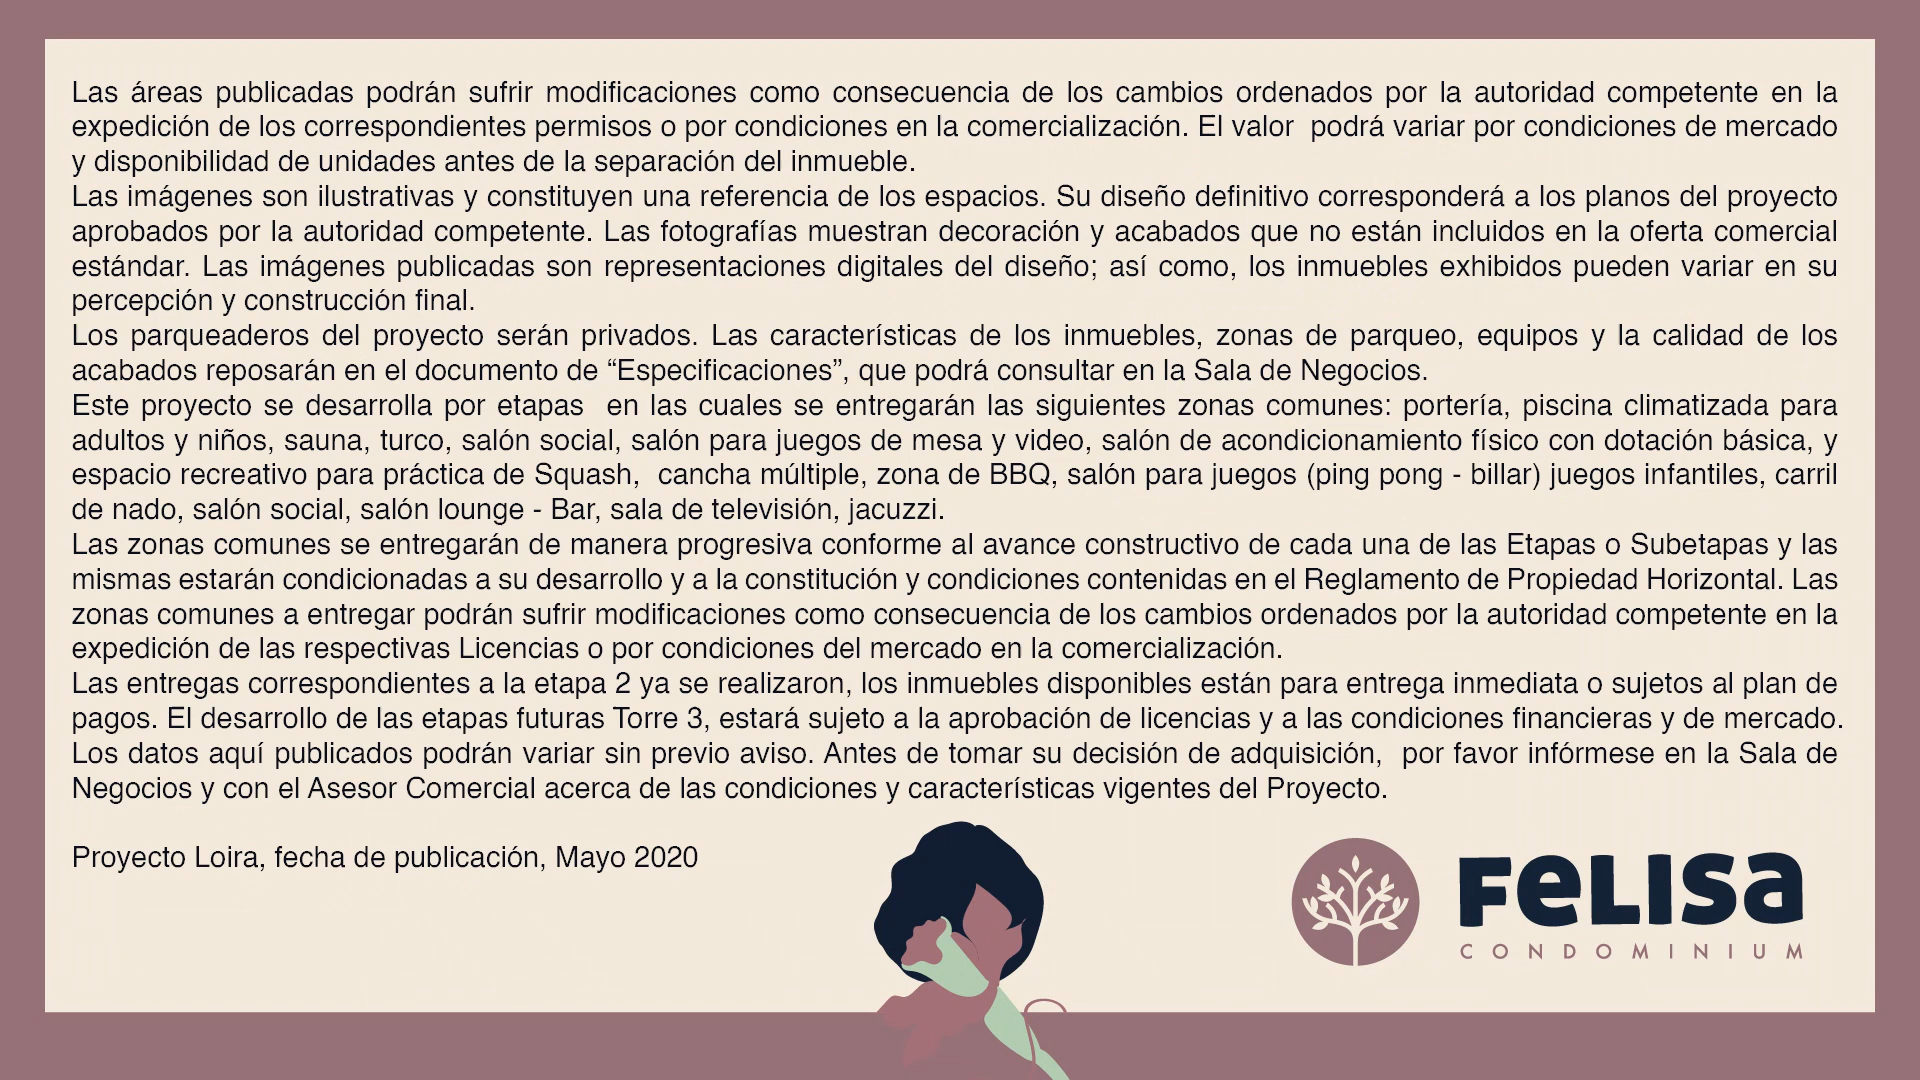 Las áreas publicadas podrán sufrir modificaciones como consecuencia de los cambios ordenados por la autoridad competente en la
expedición de los correspondientes permisos o por condiciones en la comercialización. El valor  podrá variar por condiciones de mercado
y disponibilidad de unidades antes de la separación del inmueble.
Las imágenes son ilustrativas y constituyen una referencia de los espacios. Su diseño definitivo corresponderá a los planos del proyecto
aprobados por la autoridad competente. Las fotografías muestran decoración y acabados que no están incluidos en la oferta comercial
estándar. Las imágenes publicadas son representaciones digitales del diseño; así como, los inmuebles exhibidos pueden variar en su
percepción y construcción final.
Los parqueaderos del proyecto serán privados. Las características de los inmuebles, zonas de parqueo, equipos y la calidad de los
acabados reposarán en el documento de “Especificaciones”, que podrá consultar en la Sala de Negocios.
Este proyecto se desarrolla por etapas  en las cuales se entregarán las siguientes zonas comunes: portería, piscina climatizada para
adultos y niños, sauna, turco, salón social, salón para juegos de mesa y video, salón de acondicionamiento físico con dotación básica, y
espacio recreativo para práctica de Squash,  cancha múltiple, zona de BBQ, salón para juegos (ping pong - billar) juegos infantiles, carril
de nado, salón social, salón lounge - Bar, sala de televisión, jacuzzi.
Las zonas comunes se entregarán de manera progresiva conforme al avance constructivo de cada una de las Etapas o Subetapas y las
mismas estarán condicionadas a su desarrollo y a la constitución y condiciones contenidas en el Reglamento de Propiedad Horizontal. Las
zonas comunes a entregar podrán sufrir modificaciones como consecuencia de los cambios ordenados por la autoridad competente en la
expedición de las respectivas Licencias o por condiciones del mercado en la comercialización.
Las entregas correspondientes a la etapa 2 ya se realizaron, los inmuebles disponibles están para entrega inmediata o sujetos al plan de
pagos. El desarrollo de las etapas futuras Torre 3, estará sujeto a la aprobación de licencias y a las condiciones financieras y de mercado.
Los datos aquí publicados podrán variar sin previo aviso. Antes de tomar su decisión de adquisición,  por favor infórmese en la Sala de
Negocios y con el Asesor Comercial acerca de las condiciones y características vigentes del Proyecto.
Proyecto Loira, fecha de publicación, Mayo 2020
FeLISa
CONDOMINIUM